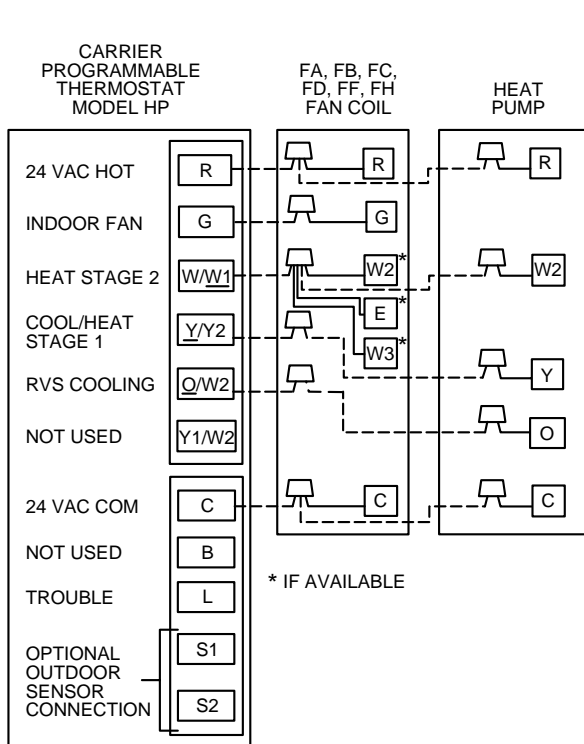 CARRIER
PROGRAMMABLE
THERMOSTAT
MODEL HP
FA, FB, FC,
FD, FF, FH
FAN COIL
HEAT
PUMP
24 VAC HOT
R
R
R
INDOOR FAN
G
G
HEAT STAGE 2
W/W1
W2*
W2
E*
COOL/HEAT
STAGE 1
Y/Y2
W3*
Y
RVS COOLING
O/W2
O
NOT USED
Y1/W2
24 VAC COM
C
C
C
NOT USED
B
* IF AVAILABLE
TROUBLE
L
OPTIONAL
OUTDOOR
SENSOR
CONNECTION
S1
S2